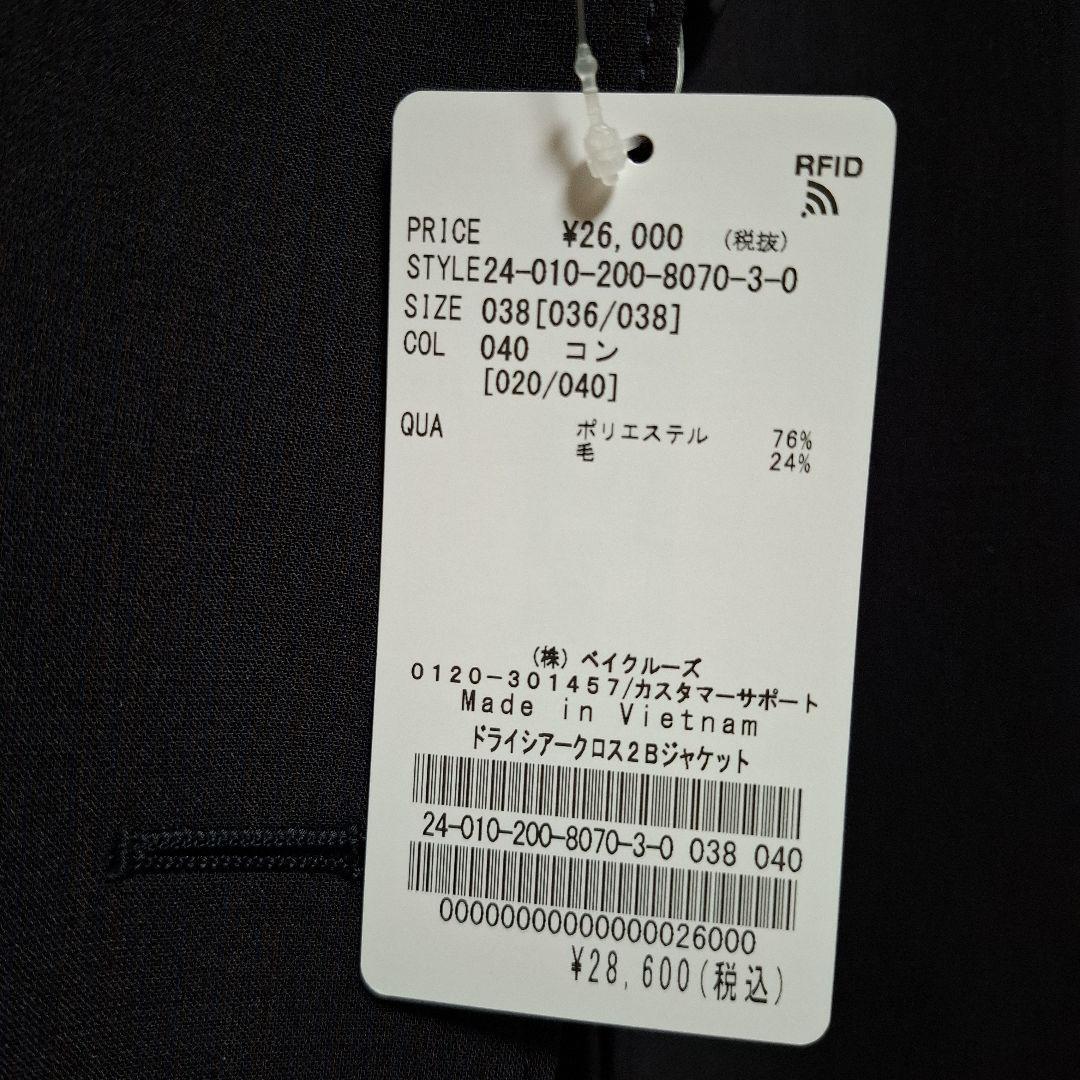 RFID
PRICE ¥26,000 (税抜)
STYLE24-010-200-8070-3-0
SIZE 038[036/038]
COL 040 コン
[020/040]
QUA ポリエステル 76%
毛 24%
(株) ベイクルーズ
0120-301457/カスタマーサポート
Made in Vietnam
ドライシアークロス2Bジャケット
24-010-200-8070-3-0 038 040
00000000000000026000
¥28,600(税込)